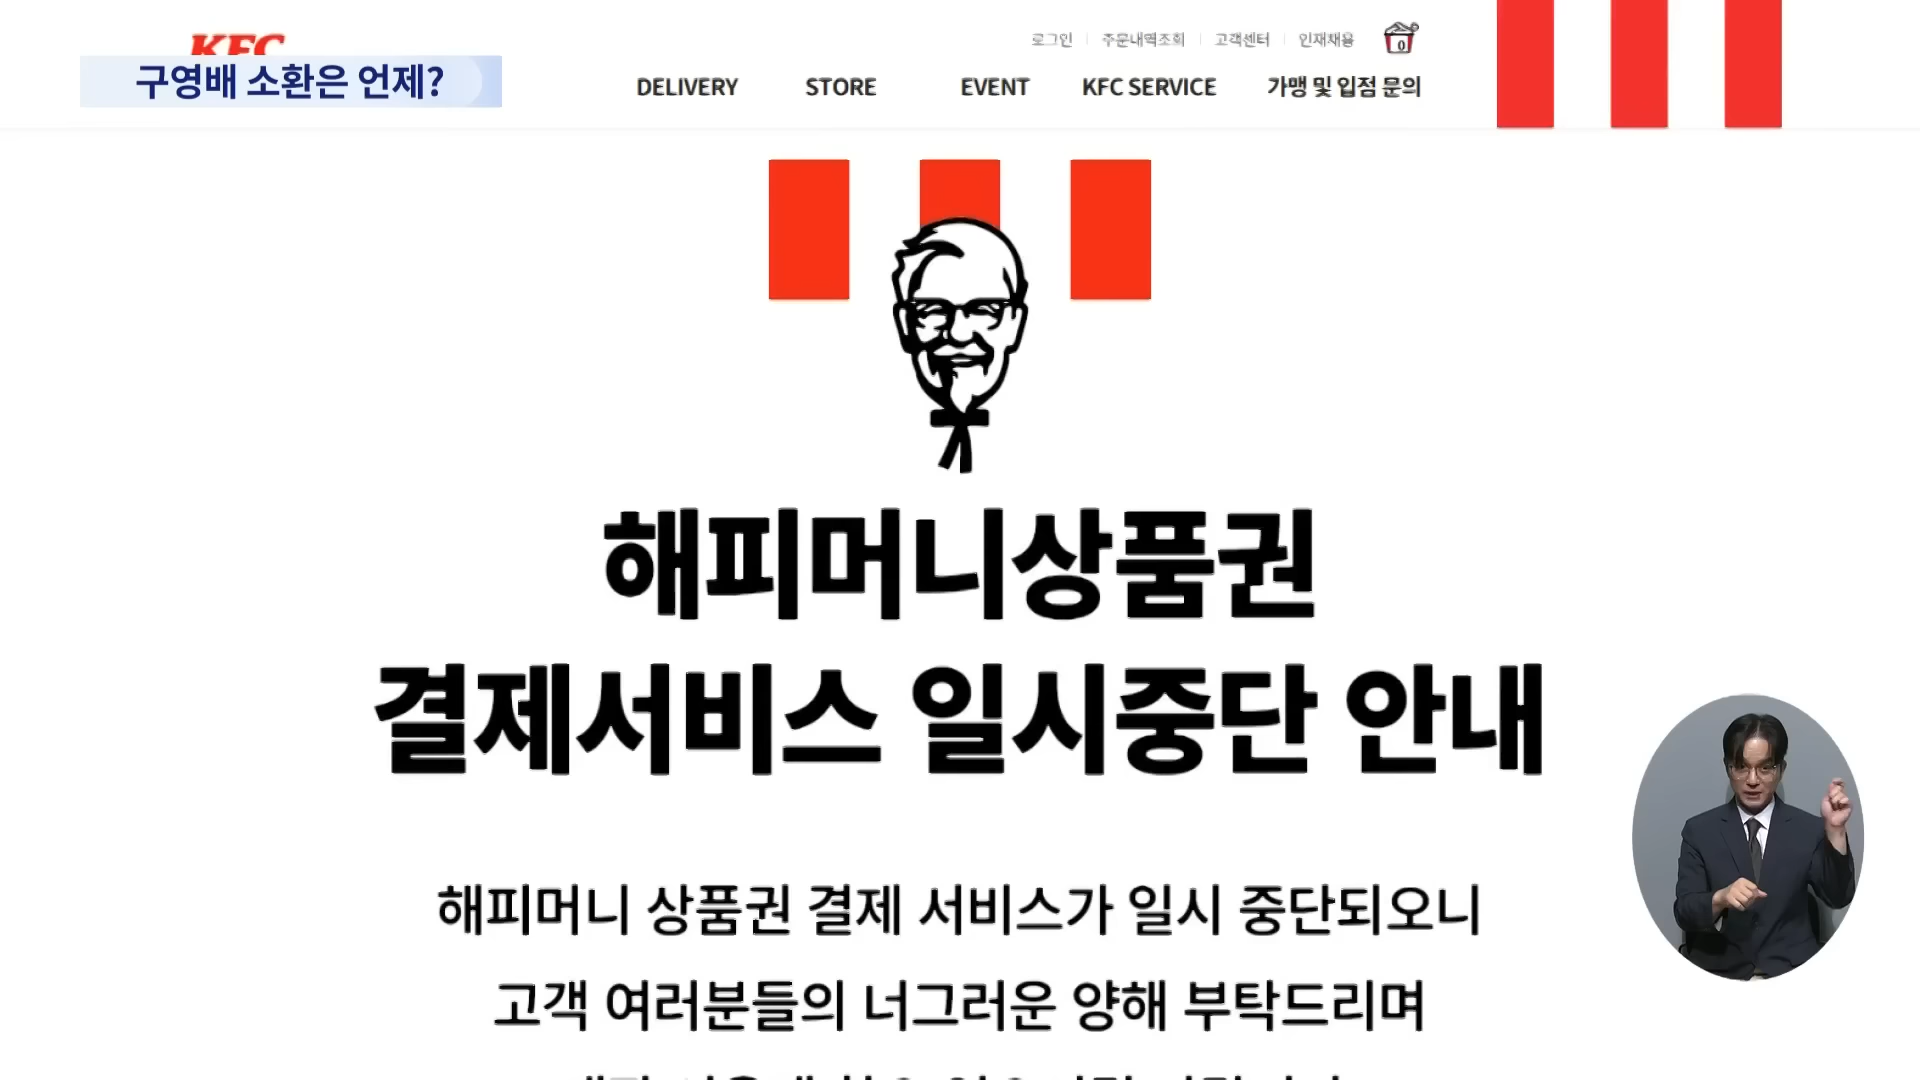 KFC
구영배 소환은 언제?
로그인 주문내역조회 고객센터 인재채용
0
DELIVERY STORE EVENT KFC SERVICE 가맹 및 입점 문의
해피머니상품권
결제서비스 일시중단 안내
해피머니 상품권 결제 서비스가 일시 중단되오니
고객 여러분들의 너그러운 양해 부탁드리며